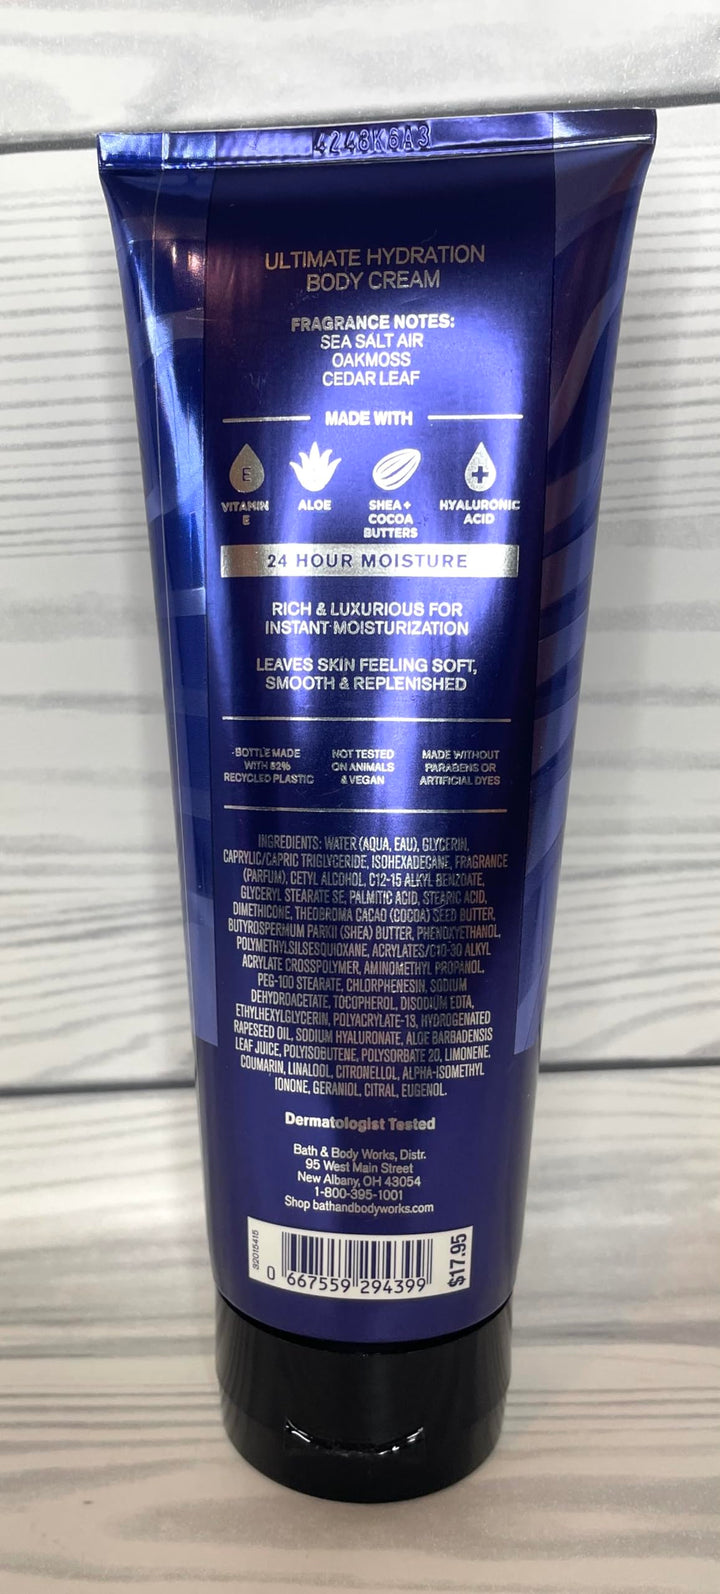 4248K6A3
ULTIMATE HYDRATION
BODY CREAM
FRAGRANCE NOTES:
SEA SALT AIR
OAKMOSS
CEDAR LEAF
MADE WITH
E
VITAMIN
E
ALOE
SHEA +
COCOA
BUTTERS
HYALURONIC
ACID
24 HOUR MOISTURE
RICH & LUXURIOUS FOR
INSTANT MOISTURIZATION
LEAVES SKIN FEELING SOFT,
SMOOTH & REPLENISHED
BOTTLE MADE
WITH 52%
RECYCLED PLASTIC
NOT TESTED
ON ANIMALS
& VEGAN
MADE WITHOUT
PARABENS OR
ARTIFICIAL DYES
INGREDIENTS: WATER (AQUA, EAU), GLYCERIN,
CAPRYLIC/CAPRIC TRIGLYCERIDE, ISOHEXADECANE, FRAGRANCE
(PARFUM), CETYL ALCOHOL, C12-15 ALKYL BENZOATE,
GLYCERYL STEARATE SE, PALMITIC ACID, STEARIC ACID,
DIMETHICONE, THEOBROMA CACAO (COCOA) SEED BUTTER,
BUTYROSPERMUM PARKII (SHEA) BUTTER, PHENOXYETHANOL,
POLYMETHYLSILSESQUIOXANE, ACRYLATES/C10-30 ALKYL
ACRYLATE CROSSPOLYMER, AMINOMETHYL PROPANOL,
PEG-100 STEARATE, CHLORPHENESIN, SODIUM
DEHYDROACETATE, TOCOPHEROL, DISODIUM EDTA,
ETHYLHEXYLGLYCERIN, POLYACRYLATE-13, HYDROGENATED
RAPESEED OIL, SODIUM HYALURONATE, ALOE BARBADENSIS
LEAF JUICE, POLYISOBUTENE, POLYSORBATE 20, LIMONENE,
COUMARIN, LINALOOL, CITRONELLOL, ALPHA-ISOMETHYL
IONONE, GERANIOL, CITRAL, EUGENOL.
Dermatologist Tested
Bath & Body Works, Distr.
95 West Main Street
New Albany, OH 43054
1-800-395-1001
Shop bathandbodyworks.com
32015415
0 667559 294399
$17.95